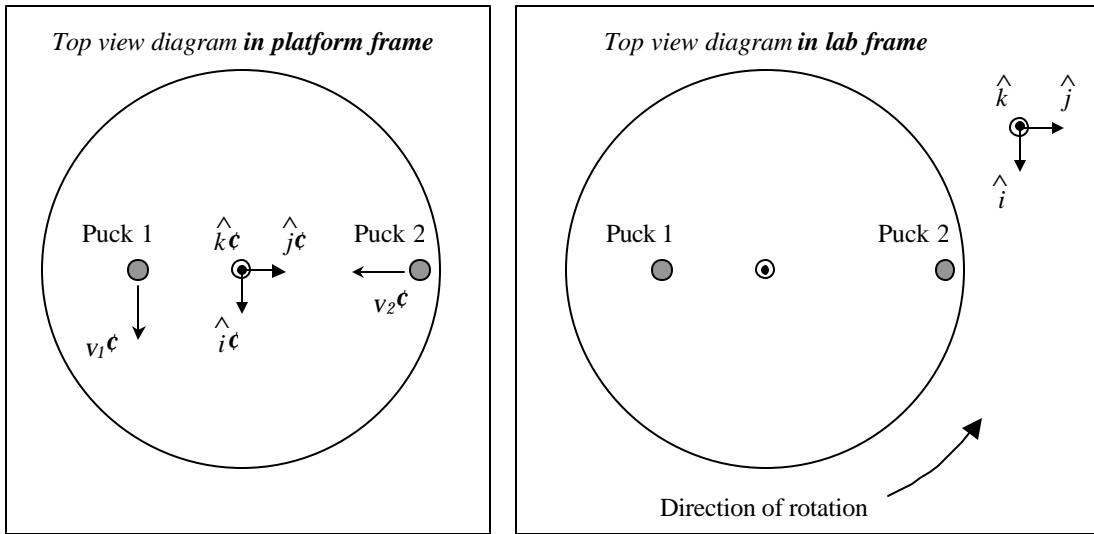 Top view diagram in platform frame
Puck 1
^
k¢
^
j¢
Puck 2
v1¢
^
i¢
v2¢
Top view diagram in lab frame
^
k
^
j
^
i
Puck 1
Puck 2
Direction of rotation